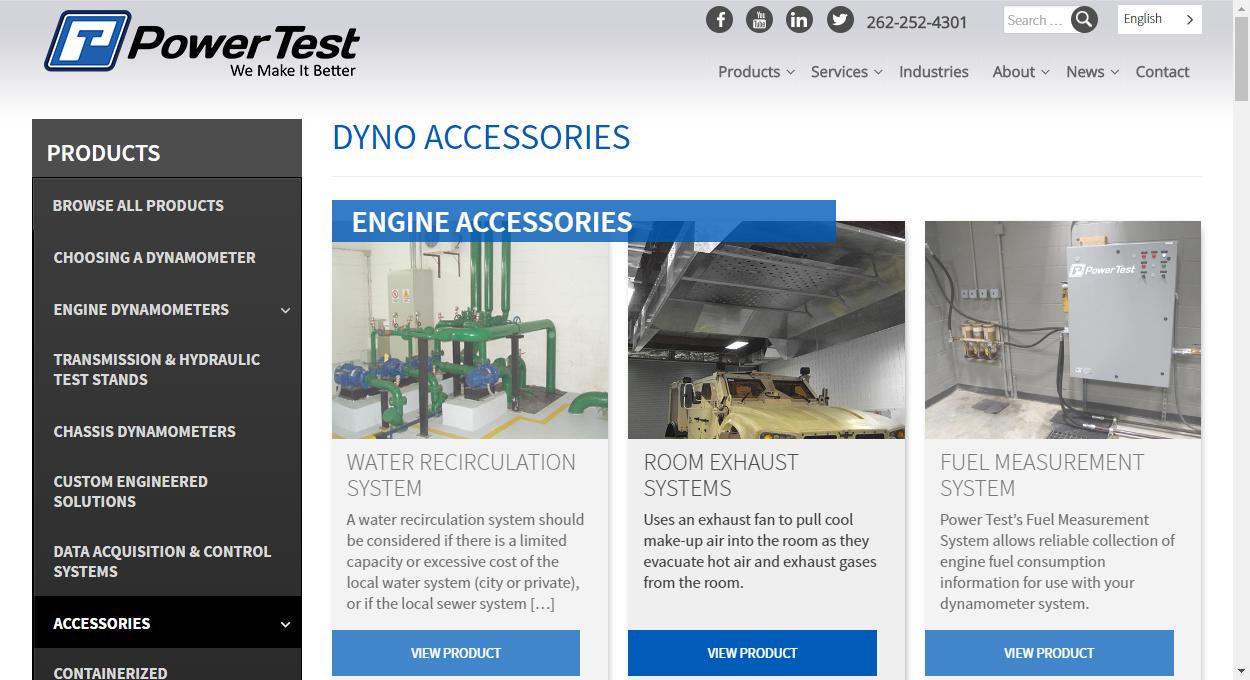 PowerTest
We Make It Better
You Tube
262-252-4301
Search ...
English
Products
Services
Industries
About
News
Contact
PRODUCTS
BROWSE ALL PRODUCTS
CHOOSING A DYNAMOMETER
ENGINE DYNAMOMETERS
TRANSMISSION & HYDRAULIC
TEST STANDS
CHASSIS DYNAMOMETERS
CUSTOM ENGINEERED
SOLUTIONS
DATA ACQUISITION & CONTROL
SYSTEMS
ACCESSORIES
CONTAINERIZED
DYNO ACCESSORIES
ENGINE ACCESSORIES
WATER RECIRCULATION
SYSTEM
A water recirculation system should
be considered if there is a limited
capacity or excessive cost of the
local water system (city or private),
or if the local sewer system […]
VIEW PRODUCT
ROOM EXHAUST
SYSTEMS
Uses an exhaust fan to pull cool
make-up air into the room as they
evacuate hot air and exhaust gases
from the room.
VIEW PRODUCT
PowerTest
FUEL MEASUREMENT
SYSTEM
Power Test’s Fuel Measurement
System allows reliable collection of
engine fuel consumption
information for use with your
dynamometer system.
VIEW PRODUCT